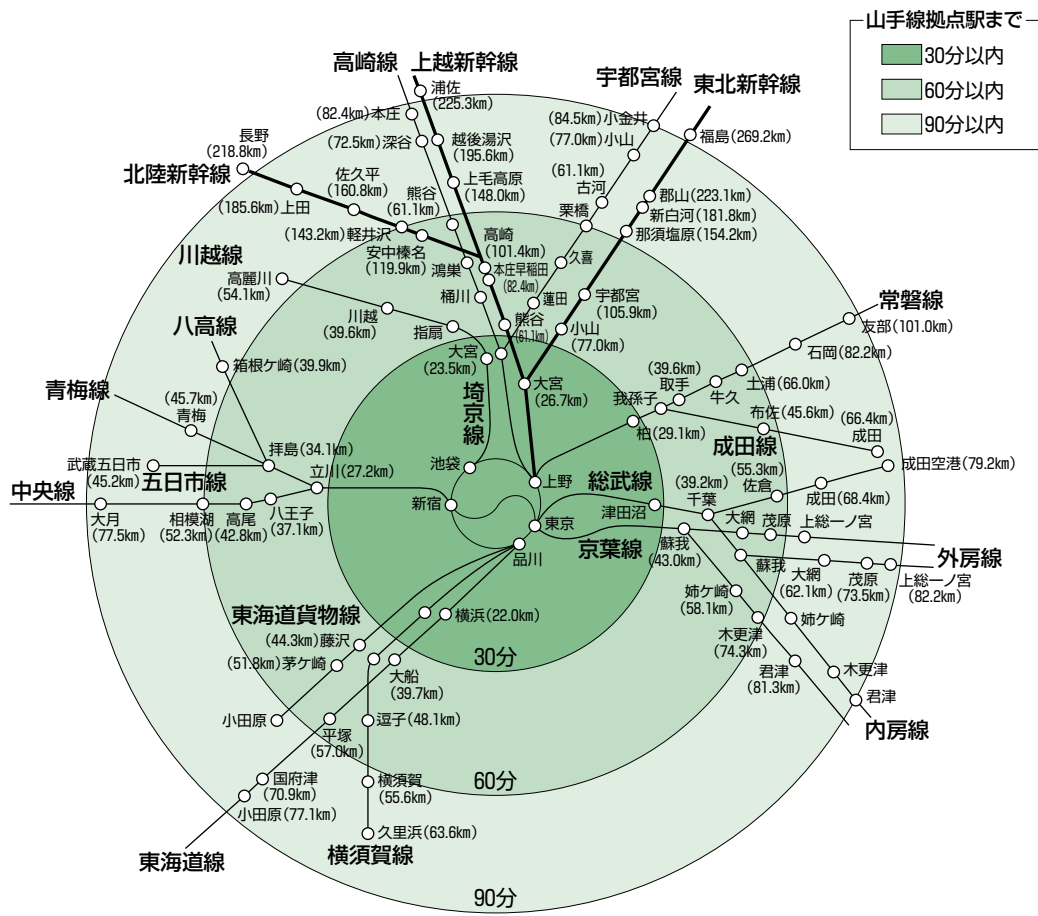 山手線拠点駅まで
30分以内
60分以内
90分以内
高崎線
上越新幹線
宇都宮線
東北新幹線
浦佐
(225.3km)
(82.4km)本庄
(72.5km)深谷
越後湯沢
(195.6km)
上毛高原
(148.0km)
(84.5km)小金井
(77.0km)小山
(61.1km)
古河
栗橋
久喜
蓮田
福島(269.2km)
郡山(223.1km)
新白河(181.8km)
那須塩原(154.2km)
宇都宮
(105.9km)
小山
(77.0km)
長野
(218.8km)
北陸新幹線
佐久平
(160.8km)
(185.6km)上田
(143.2km)軽井沢
安中榛名
(119.9km)
熊谷
(61.1km)
鴻巣
桶川
高崎
(101.4km)
本庄早稲田
(82.4km)
熊谷
(61.1km)
大宮
(23.5km)
大宮
(26.7km)
川越線
高麗川
(54.1km)
川越
(39.6km)
指扇
八高線
箱根ケ崎(39.9km)
青梅線
(45.7km)
青梅
拝島(34.1km)
武蔵五日市
(45.2km)
五日市線
立川(27.2km)
中央線
大月
(77.5km)
相模湖
(52.3km)
高尾
(42.8km)
八王子
(37.1km)
埼京線
池袋
新宿
上野
東京
品川
常磐線
友部(101.0km)
石岡(82.2km)
土浦(66.0km)
牛久
(39.6km)
取手
我孫子
柏(29.1km)
布佐(45.6km)
成田線
(66.4km)
成田
成田空港(79.2km)
成田(68.4km)
(55.3km)
佐倉
(39.2km)
千葉
総武線
津田沼
京葉線
蘇我
(43.0km)
大網
茂原
上総一ノ宮
外房線
蘇我
大網
(62.1km)
茂原
(73.5km)
上総一ノ宮
(82.2km)
姉ケ崎
(58.1km)
木更津
(74.3km)
君津
(81.3km)
姉ケ崎
木更津
君津
内房線
東海道貨物線
(44.3km)藤沢
(51.8km)茅ケ崎
小田原
横浜(22.0km)
大船
(39.7km)
平塚
(57.0km)
国府津
(70.9km)
小田原(77.1km)
東海道線
逗子(48.1km)
横須賀
(55.6km)
久里浜(63.6km)
横須賀線
30分
60分
90分